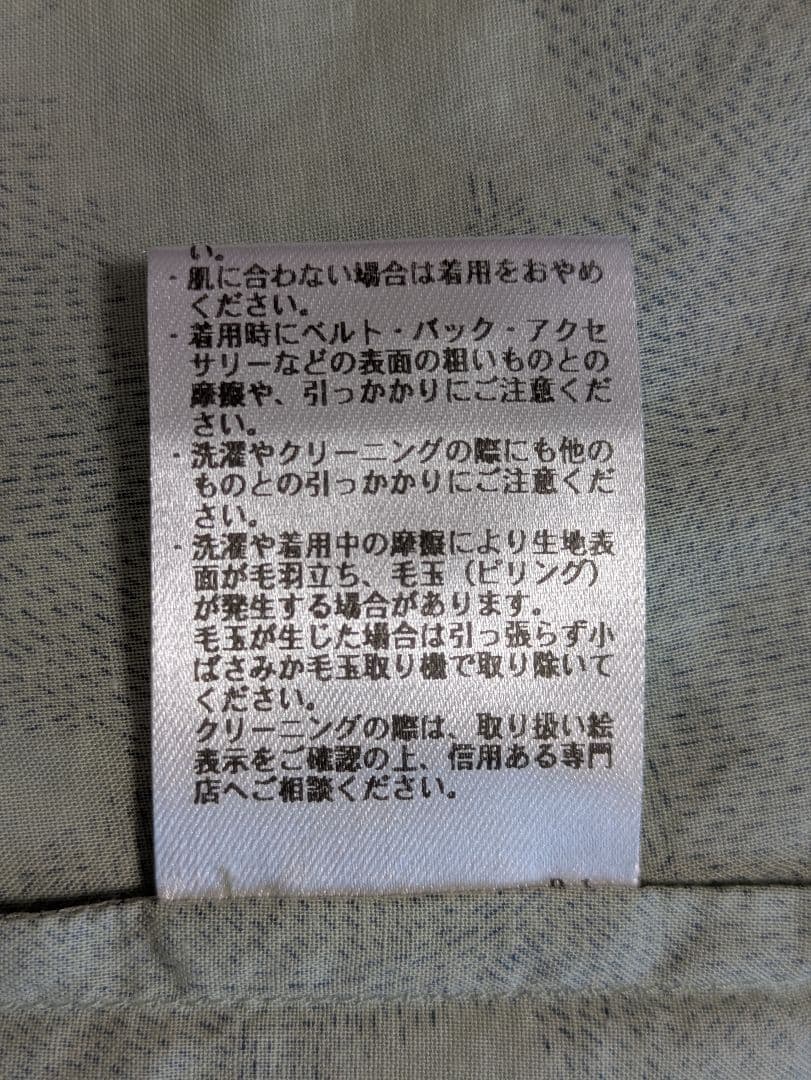 い。
・肌に合わない場合は着用をおやめ
ください。
・着用時にベルト・バック・アクセ
サリーなどの表面の粗いものとの
摩擦や、引っかかりにご注意くだ
さい。
・洗濯やクリーニングの際にも他の
ものとの引っかかりにご注意くだ
さい。
・洗濯や着用中の摩擦により生地表
面が毛羽立ち、毛玉（ピリング）
が発生する場合があります。
毛玉が生じた場合は引っ張らず小
ばさみか毛玉取り機で取り除いて
ください。
クリーニングの際は、取り扱い絵
表示をご確認の上、信用ある専門
店へご相談ください。